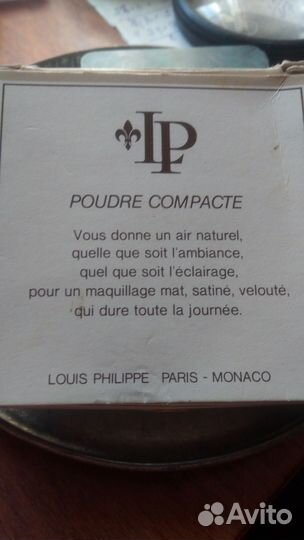 LP
POUDRE COMPACTE
Vous donne un air naturel,
quelle que soit l'ambiance,
quel que soit l'éclairage,
pour un maquillage mat, satiné, velouté,
qui dure toute la journée.
LOUIS PHILIPPE PARIS - MONACO
Avito